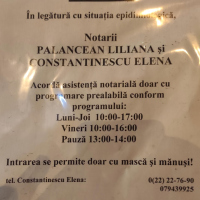 În legătură cu situația epidemiologică,
Notarii
PALANCEAN LILIANA și
CONSTANTINESCU ELENA
Acordă asistență notarială doar cu
programare prealabilă conform
programului:
Luni-Joi 10:00-17:00
Vineri 10:00-16:00
Pauză 13:00-14:00
Intrarea se permite doar cu mască și mănuși!
tel. Constantinescu Elena: 0(22) 22-76-90
079439925